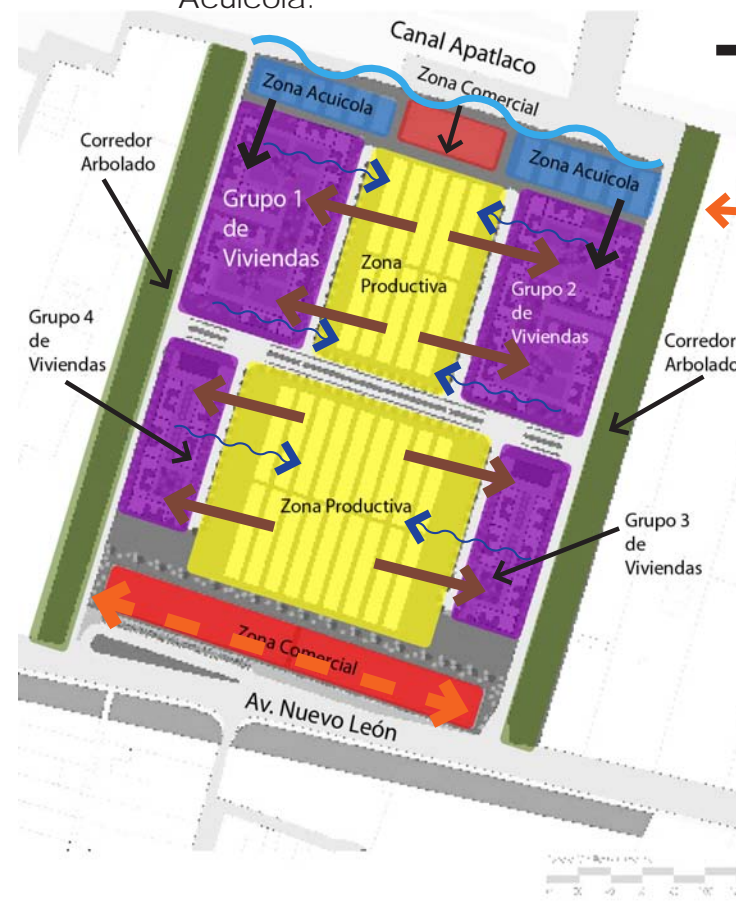 Acuicola.
Canal Apatlaco
Zona Comercial
Zona Acuicola
Zona Acuicola
Corredor
Arbolado
Grupo 1
de
Viviendas
Zona
Productiva
Grupo 2
de
Viviendas
Grupo 4
de
Viviendas
Corredor
Arbolado
Zona Productiva
Grupo 3
de
Viviendas
Zona Comercial
Av. Nuevo León